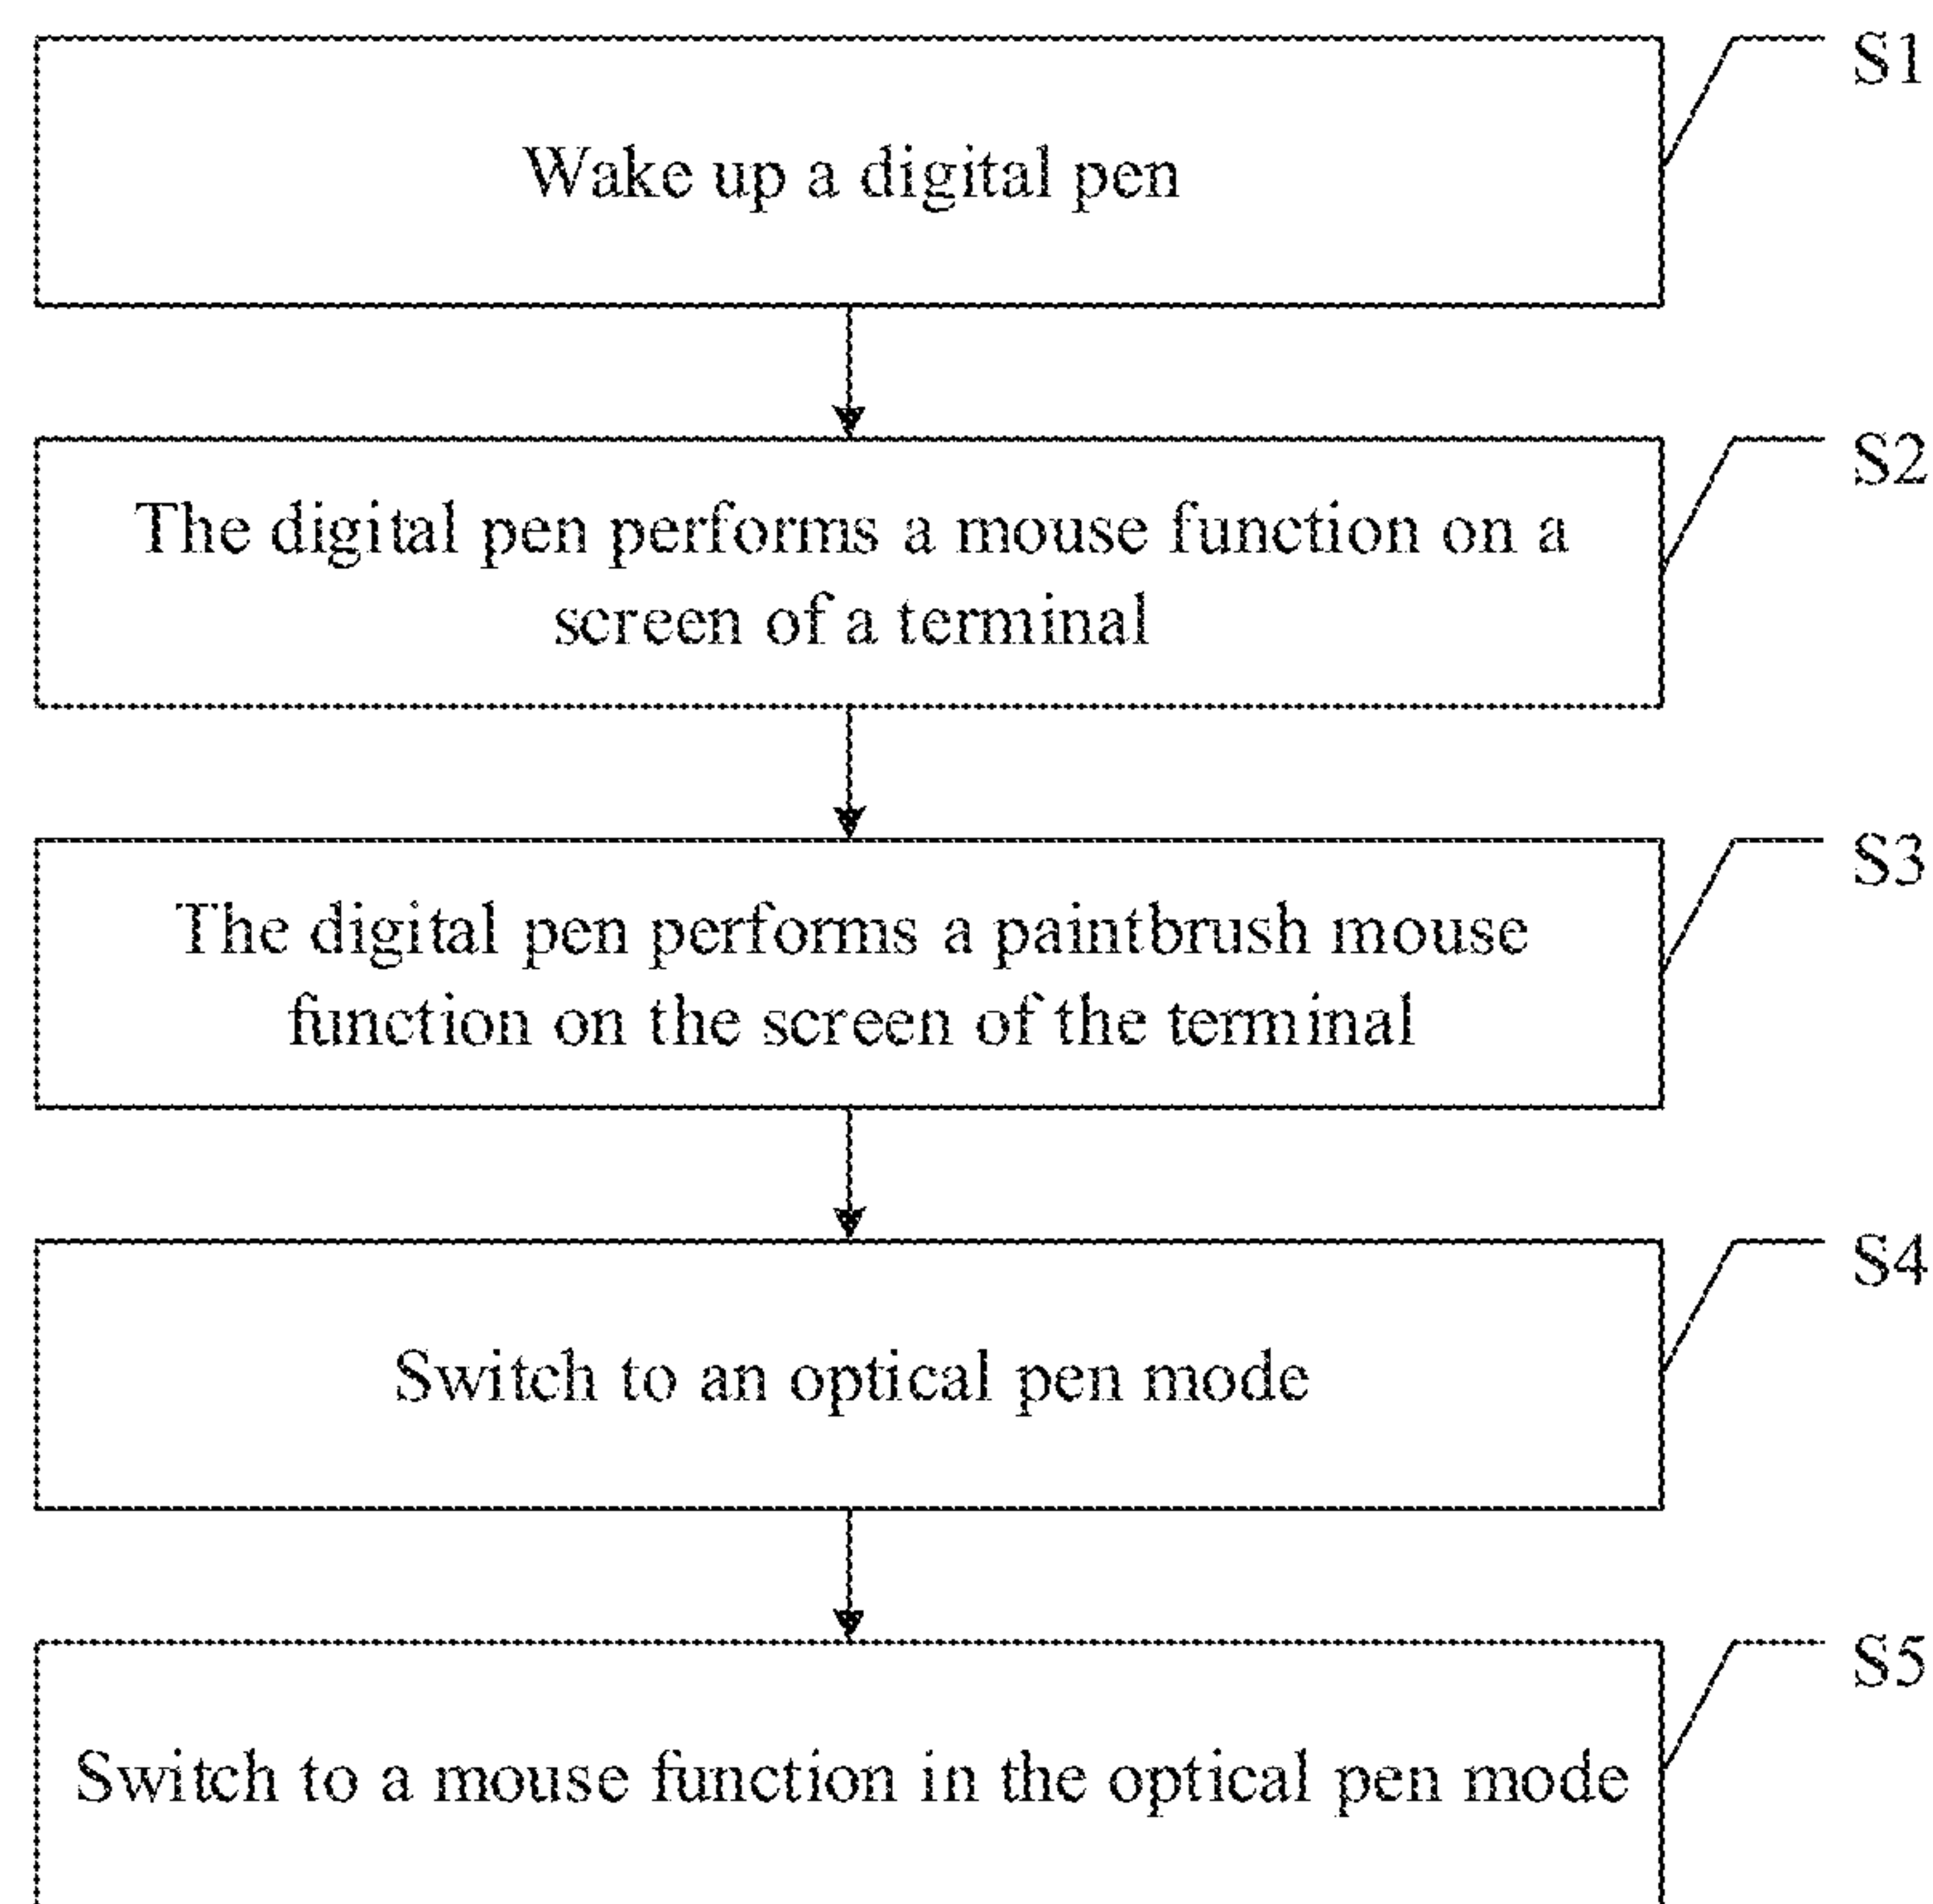 S1
Wake up a digital pen
S2
The digital pen performs a mouse function on a
screen of a terminal
S3
The digital pen performs a paintbrush mouse
function on the screen of the terminal
S4
Switch to an optical pen mode
S5
Switch to a mouse function in the optical pen mode